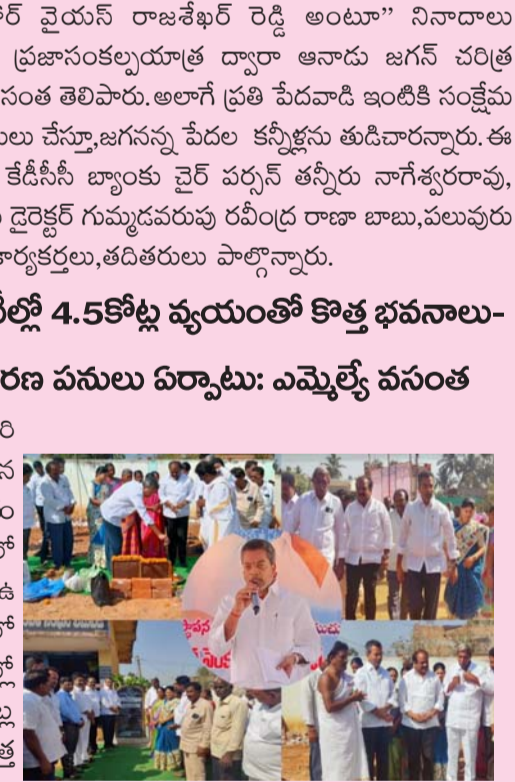 వైయస్ రాజశేఖర్ రెడ్డి అంటూ” నినాదాలు
ప్రజాసంకల్పయాత్ర ద్వారా ఆనాడు జగన్ చరిత్ర
సంత తెలిపారు.అలాగే ప్రతి పేదవాడి ఇంటికి సంక్షేమ
లు చేస్తూ,జగనన్న పేదల కన్నీళ్లను తుడిచారన్నారు.ఈ
కేడీసీసీ బ్యాంకు చైర్ పర్సన్ తన్నీరు నాగేశ్వరరావు,
డైరెక్టర్ గుమ్మడవరుపు రవీంద్ర రాణా బాబు,పలువురు
కార్యకర్తలు,తదితరులు పాల్గొన్నారు.
ల్లో 4.5కోట్ల వ్యయంతో కొత్త భవనాలు-
రణ పనులు ఏర్పాటు: ఎమ్మెల్యే వసంత
రి
న
ం
లో
ఉ
లో
ల్లో
ల్ల
త్త